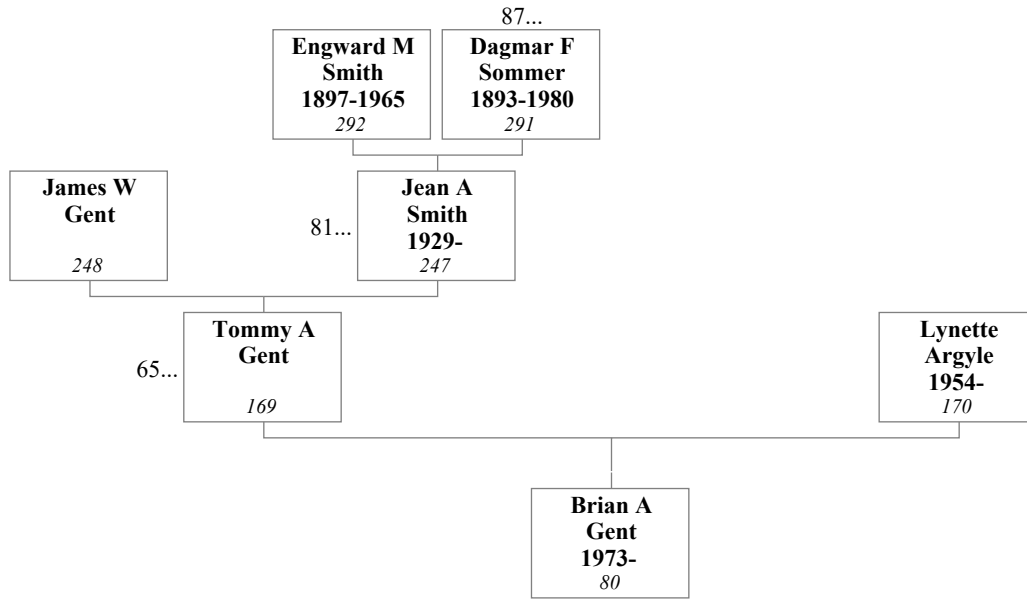 87...
Engward M
Smith
1897-1965
292
Dagmar F
Sommer
1893-1980
291
James W
Gent
248
81...
Jean A
Smith
1929-
247
65...
Tommy A
Gent
169
Lynette
Argyle
1954-
170
Brian A
Gent
1973-
80